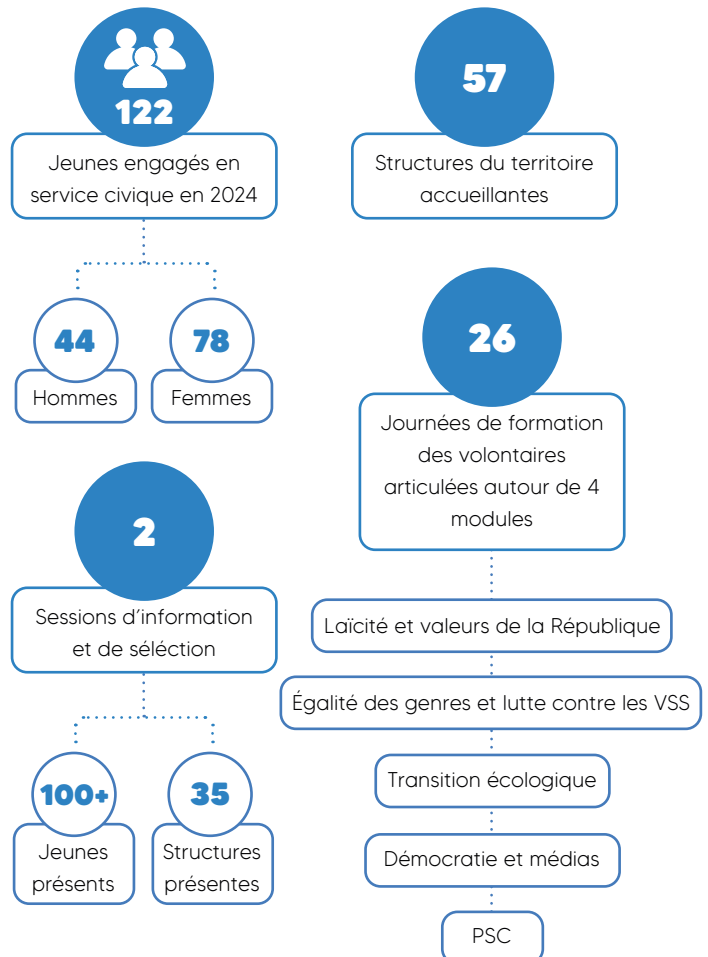 122
Jeunes engagés en
service civique en 2024
44
Hommes
78
Femmes
2
Sessions d'information
et de séléction
100+
Jeunes
présents
35
Structures
présentes
57
Structures du territoire
accueillantes
26
Journées de formation
des volontaires
articulées autour de 4
modules
Laïcité et valeurs de la République
Égalité des genres et lutte contre les VSS
Transition écologique
Démocratie et médias
PSC